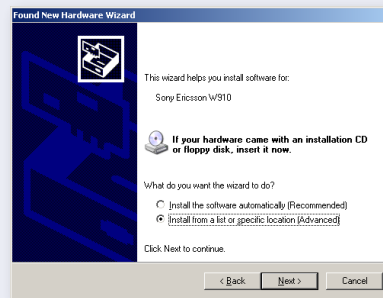 Found New Hardware Wizard
This wizard helps you install software for:
Sony Ericsson W910
If your hardware came with an installation CD
or floppy disk, insert it now.
What do you want the wizard to do?
Install the software automatically (Recommended)
Install from a list or specific location (Advanced)
Click Next to continue.
< Back Next > Cancel